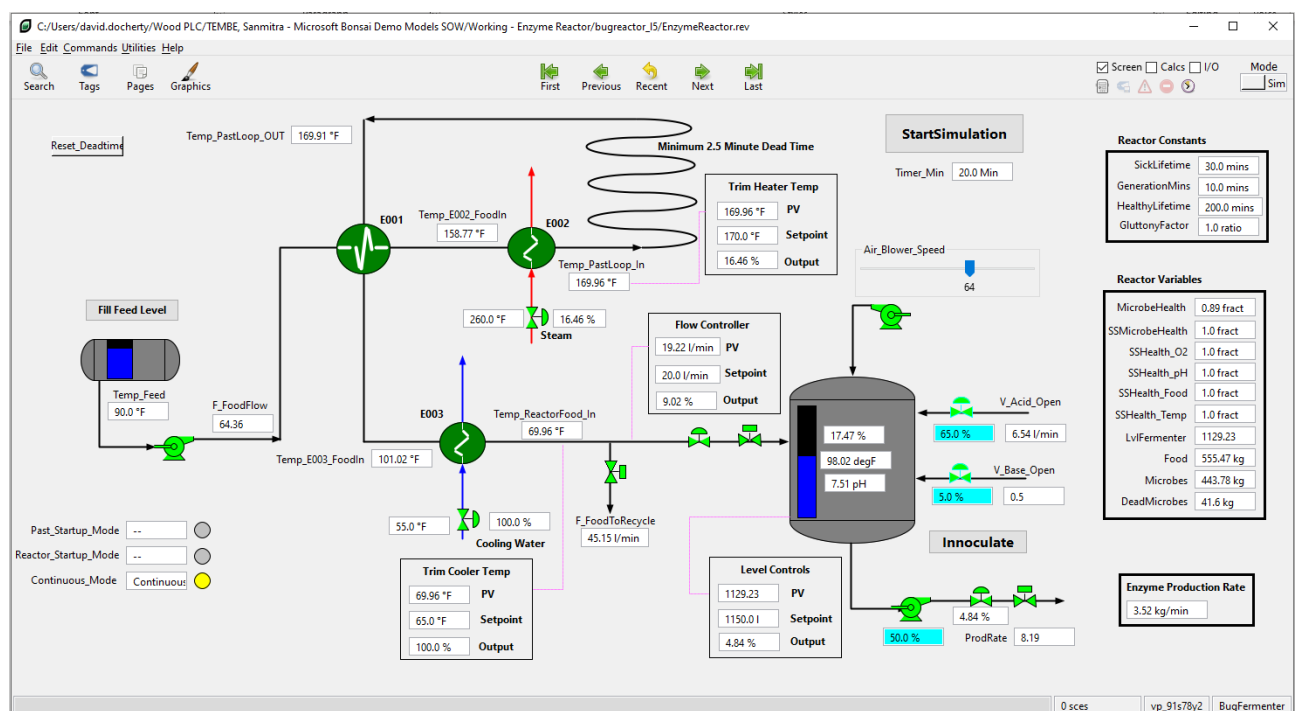 C:/Users/david.docherty/Wood PLC/TEMBE, Sanmitra - Microsoft Bonsai Demo Models SOW/Working - Enzyme Reactor/bugreactor_I5/EnzymeReactor.rev
File Edit Commands Utilities Help
Search Tags Pages Graphics
First Previous Recent Next Last
Screen Calcs I/O Mode
Sim
Reset_Deadtime
Temp_PastLoop_OUT 169.91 °F
Minimum 2.5 Minute Dead Time
StartSimulation
Timer_Min 20.0 Min
Reactor Constants
SickLifetime 30.0 mins
GenerationMins 10.0 mins
HealthyLifetime 200.0 mins
GluttonyFactor 1.0 ratio
Trim Heater Temp
169.96 °F PV
170.0 °F Setpoint
16.46 % Output
E001
Temp_E002_FoodIn
158.77 °F
E002
Temp_PastLoop_In
169.96 °F
260.0 °F 16.46 %
Steam
Air_Blower_Speed
64
Fill Feed Level
Temp_Feed
90.0 °F
F_FoodFlow
64.36
Flow Controller
19.22 l/min PV
20.0 l/min Setpoint
9.02 % Output
Reactor Variables
MicrobeHealth 0.89 fract
SSMicrobeHealth 1.0 fract
SSHealth_O2 1.0 fract
SSHealth_pH 1.0 fract
SSHealth_Food 1.0 fract
SSHealth_Temp 1.0 fract
LvlFermenter 1129.23
Food 555.47 kg
Microbes 443.78 kg
DeadMicrobes 41.6 kg
E003
Temp_ReactorFood_In
69.96 °F
Temp_E003_FoodIn 101.02 °F
55.0 °F 100.0 %
Cooling Water
F_FoodToRecycle
45.15 l/min
17.47 %
98.02 degF
7.51 pH
V_Acid_Open
65.0 % 6.54 l/min
V_Base_Open
5.0 % 0.5
Innoculate
Past_Startup_Mode --
Reactor_Startup_Mode --
Continuous_Mode Continuous
Trim Cooler Temp
69.96 °F PV
65.0 °F Setpoint
100.0 % Output
Level Controls
1129.23 PV
1150.0 l Setpoint
4.84 % Output
4.84 %
50.0 % ProdRate 8.19
Enzyme Production Rate
3.52 kg/min
0 sces vp_91s78y2 BugFermenter